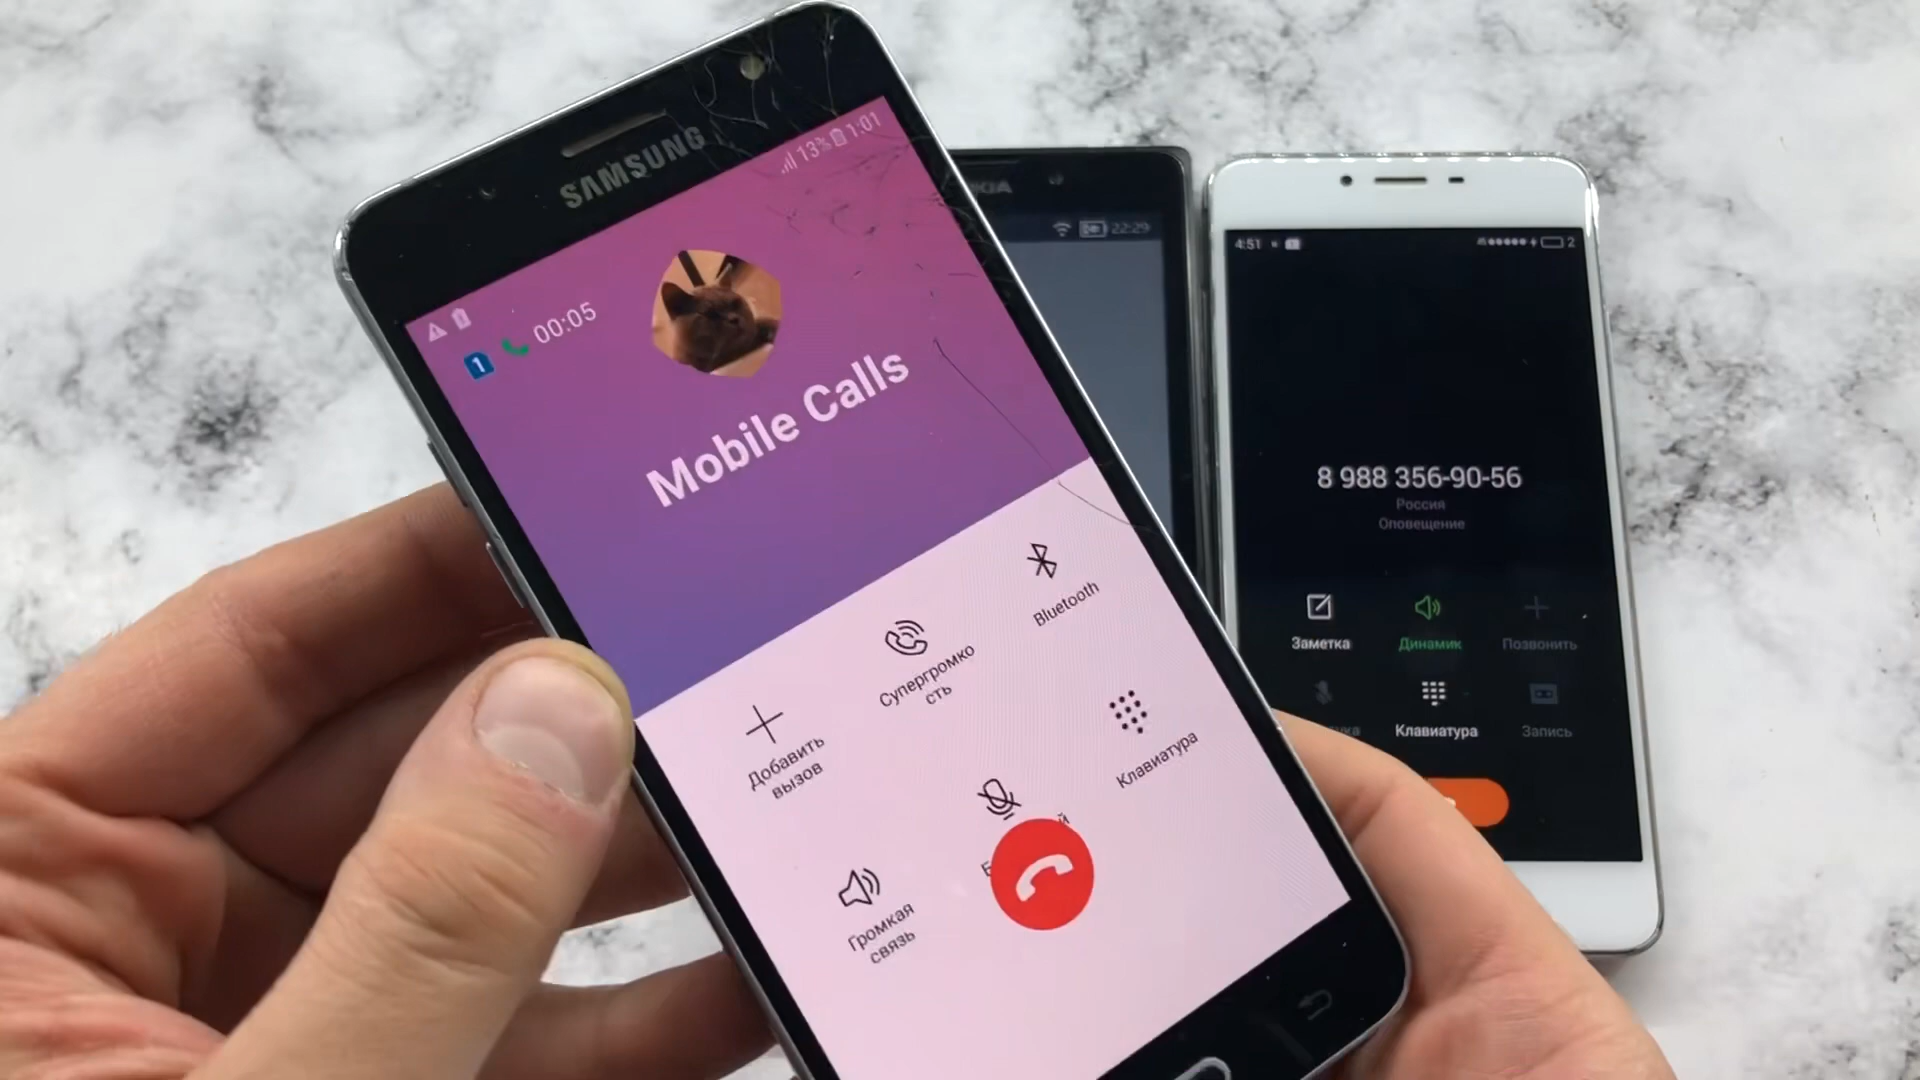 SAMSUNG
13% 1:01
1 00:05
Mobile Calls
Bluetooth
Супергромко
сть
Добавить
вызов
Клавиатура
Громкая
связь
22:29
4:51
2
8 988 356-90-56
Россия
Оповещение
Заметка Динамик Позвонить
Клавиатура Запись